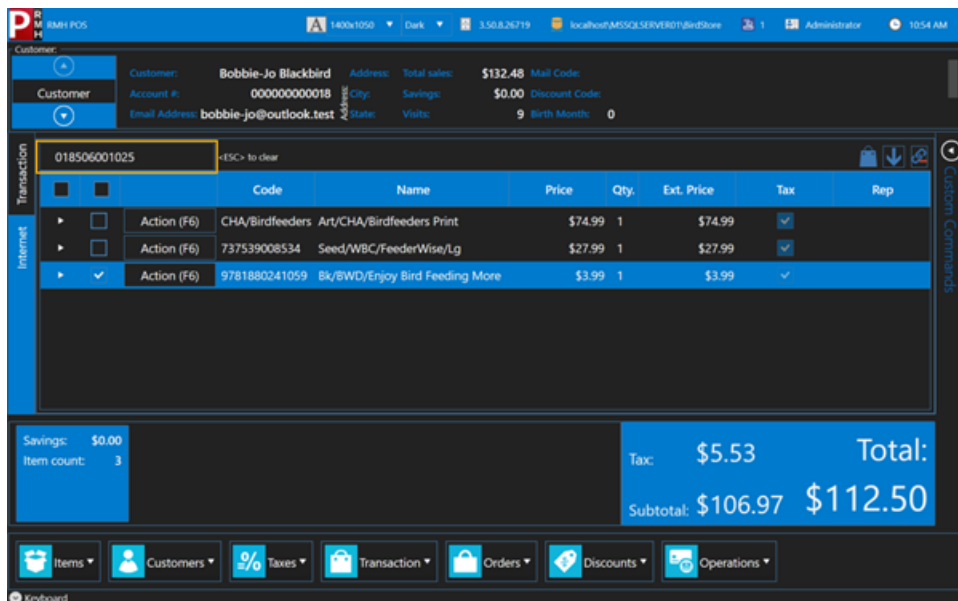 P RMH RMH POS A 1400x1050 Dark 3.50.8.26719 localhost\MSSQLSERVER01\BirdStore 1 Administrator 10:54 AM
Customer:
Customer
Customer: Bobbie-Jo Blackbird Address: Total sales: $132.48 Mail Code:
Account #: 000000000018 City: Savings: $0.00 Discount Code:
Email Address: bobbie-jo@outlook.test State: Visits: 9 Birth Month: 0
Address:
Transaction
Internet
018506001025 <ESC> to clear
Custom Commands
Code Name Price Qty. Ext. Price Tax Rep
Action (F6) CHA/Birdfeeders Art/CHA/Birdfeeders Print $74.99 1 $74.99
Action (F6) 737539008534 Seed/WBC/FeederWise/Lg $27.99 1 $27.99
Action (F6) 9781880241059 Bk/BWD/Enjoy Bird Feeding More $3.99 1 $3.99
Savings: $0.00
Item count: 3
Tax: $5.53 Total:
Subtotal: $106.97 $112.50
Items Customers Taxes Transaction Orders Discounts Operations
Keyboard